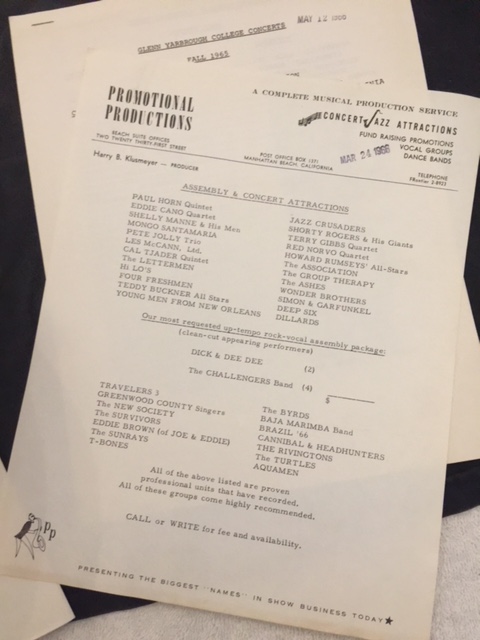 GLENN YARBROUGH COLLEGE CONCERTS
MAY 12 1966
FALL 1965
PROMOTIONAL
PRODUCTIONS
BEACH SUITE OFFICES
TWO TWENTY THIRTY-FIRST STREET
Harry B. Klusmeyer — PRODUCER
A COMPLETE MUSICAL PRODUCTION SERVICE
CONCERT JAZZ ATTRACTIONS
FUND RAISING PROMOTIONS
VOCAL GROUPS
DANCE BANDS
POST OFFICE BOX 1371
MANHATTAN BEACH, CALIFORNIA
MAR 24 1966
TELEPHONE
ASSEMBLY & CONCERT ATTRACTIONS
PAUL HORN Quintet
EDDIE CANO Quartet
SHELLY MANNE & His Men
MONGO SANTAMARIA
PETE JOLLY Trio
LES McCANN, Ltd.
CAL TJADER Quintet
The LETTERMEN
Hi LO'S
FOUR FRESHMEN
TEDDY BUCKNER All Stars
YOUNG MEN FROM NEW ORLEANS
JAZZ CRUSADERS
SHORTY ROGERS & His Giants
TERRY GIBBS Quartet
RED NORVO Quartet
HOWARD RUMSEYS' All-Stars
The ASSOCIATION
The GROUP THERAPY
The ASHES
WONDER BROTHERS
SIMON & GARFUNKEL
DEEP SIX
DILLARDS
Our most requested up-tempo rock-vocal assembly package:
(clean-cut appearing performers)
DICK & DEE DEE (2)
The CHALLENGERS Band (4)
$
TRAVELERS 3
GREENWOOD COUNTY Singers
The NEW SOCIETY
The SURVIVORS
EDDIE BROWN (of JOE & EDDIE)
The SUNRAYS
T-BONES
The BYRDS
BAJA MARIMBA Band
BRAZIL '66
CANNIBAL & HEADHUNTERS
The RIVINGTONS
The TURTLES
AQUAMEN
All of the above listed are proven
professional units that have recorded.
All of these groups come highly recommended.
CALL or WRITE for fee and availability.
pp
PRESENTING THE BIGGEST "NAMES" IN SHOW BUSINESS TODAY★